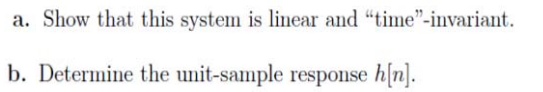 a. Show that this system is linear and “time”-invariant.
b. Determine the unit-sample response h[n].